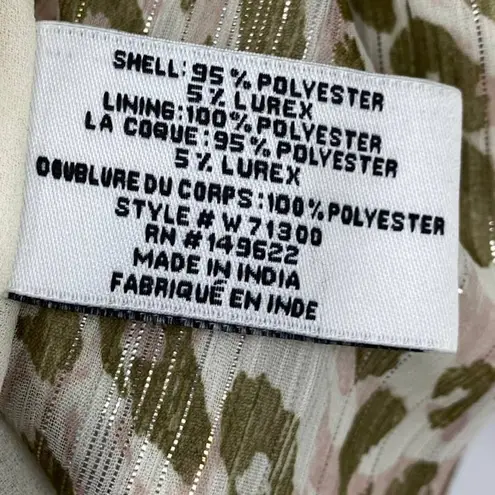 SHELL: 95 % POLYESTER
5 % LUREX
LINING: 100% POLYESTER
LA COQUE: 95% POLYESTER
5 % LUREX
DOUBLURE DU CORPS : 100% POLYESTER
STYLE # W 71300
RN # 149622
MADE IN INDIA
FABRIQUÉ EN INDE